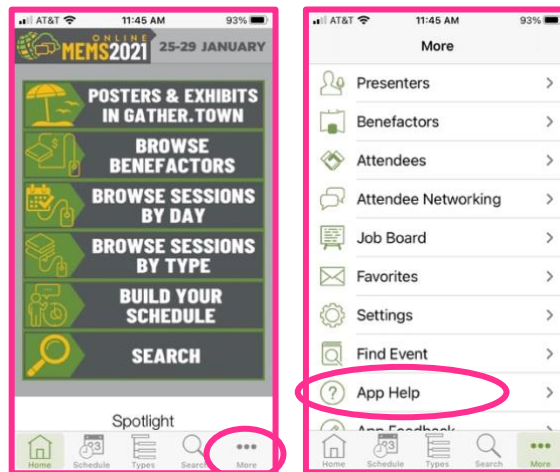 AT&T 11:45 AM 93%
ONLINE
MEMS2021 25-29 JANUARY
POSTERS & EXHIBITS
IN GATHER.TOWN
BROWSE
BENEFACTORS
BROWSE SESSIONS
BY DAY
BROWSE SESSIONS
BY TYPE
BUILD YOUR
SCHEDULE
SEARCH
Spotlight
Home Schedule Types Search More
AT&T 11:45 AM 93%
More
Presenters
Benefactors
Attendees
Attendee Networking
Job Board
Favorites
Settings
Find Event
App Help
App Feedback
Home Schedule Types Search More